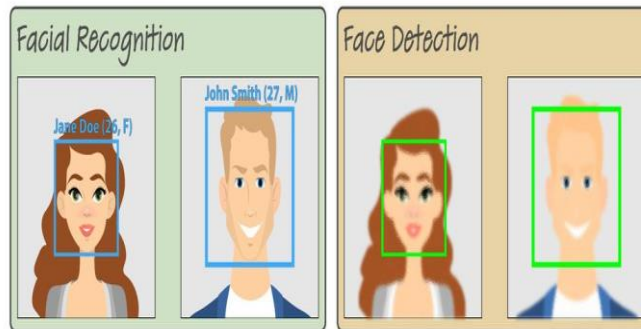 Facial Recognition
Face Detection
Jane Doe (26, F)
John Smith (27, M)